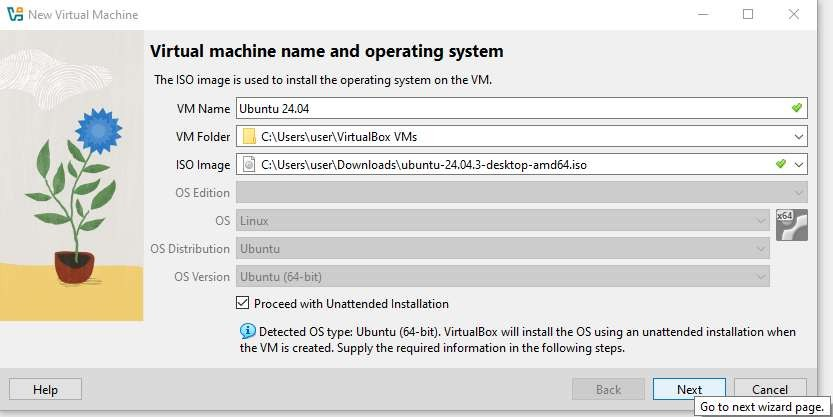 New Virtual Machine
Virtual machine name and operating system
The ISO image is used to install the operating system on the VM.
VM Name Ubuntu 24.04
VM Folder C:\Users\user\VirtualBox VMs
ISO Image C:\Users\user\Downloads\ubuntu-24.04.3-desktop-amd64.iso
OS Edition
OS Linux x64
OS Distribution Ubuntu
OS Version Ubuntu (64-bit)
Proceed with Unattended Installation
Detected OS type: Ubuntu (64-bit). VirtualBox will install the OS using an unattended installation when
the VM is created. Supply the required information in the following steps.
Help Back Next Cancel
Go to next wizard page.